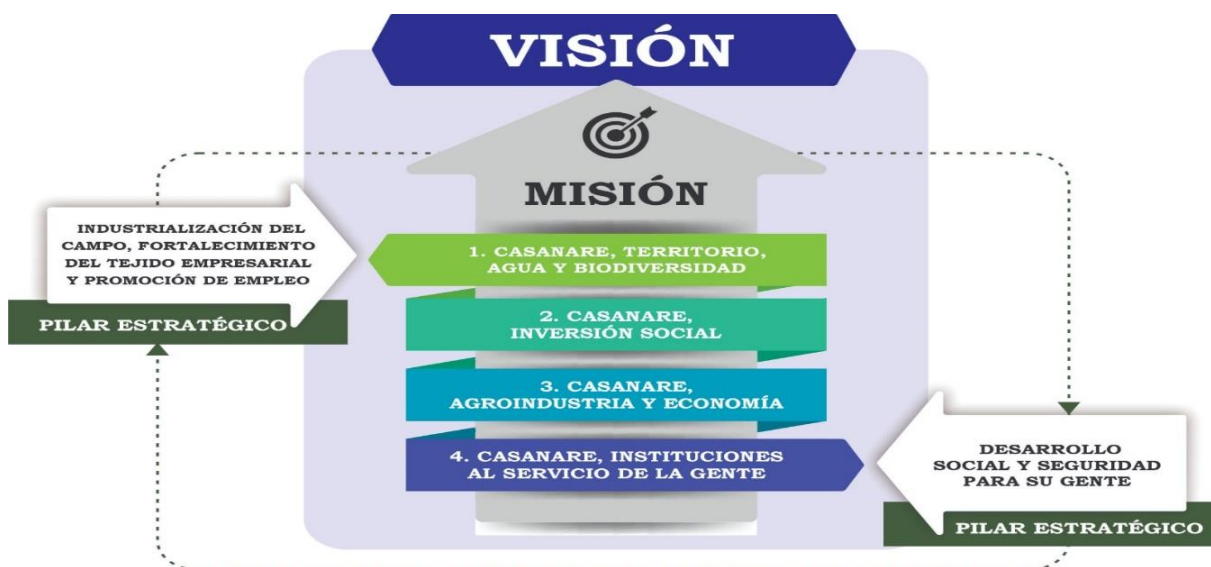 VISIÓN
MISIÓN
INDUSTRIALIZACIÓN DEL
CAMPO, FORTALECIMIENTO
DEL TEJIDO EMPRESARIAL
Y PROMOCIÓN DE EMPLEO
PILAR ESTRATÉGICO
1. CASANARE, TERRITORIO,
AGUA Y BIODIVERSIDAD
2. CASANARE,
INVERSIÓN SOCIAL
3. CASANARE,
AGROINDUSTRIA Y ECONOMÍA
4. CASANARE, INSTITUCIONES
AL SERVICIO DE LA GENTE
DESARROLLO
SOCIAL Y SEGURIDAD
PARA SU GENTE
PILAR ESTRATÉGICO